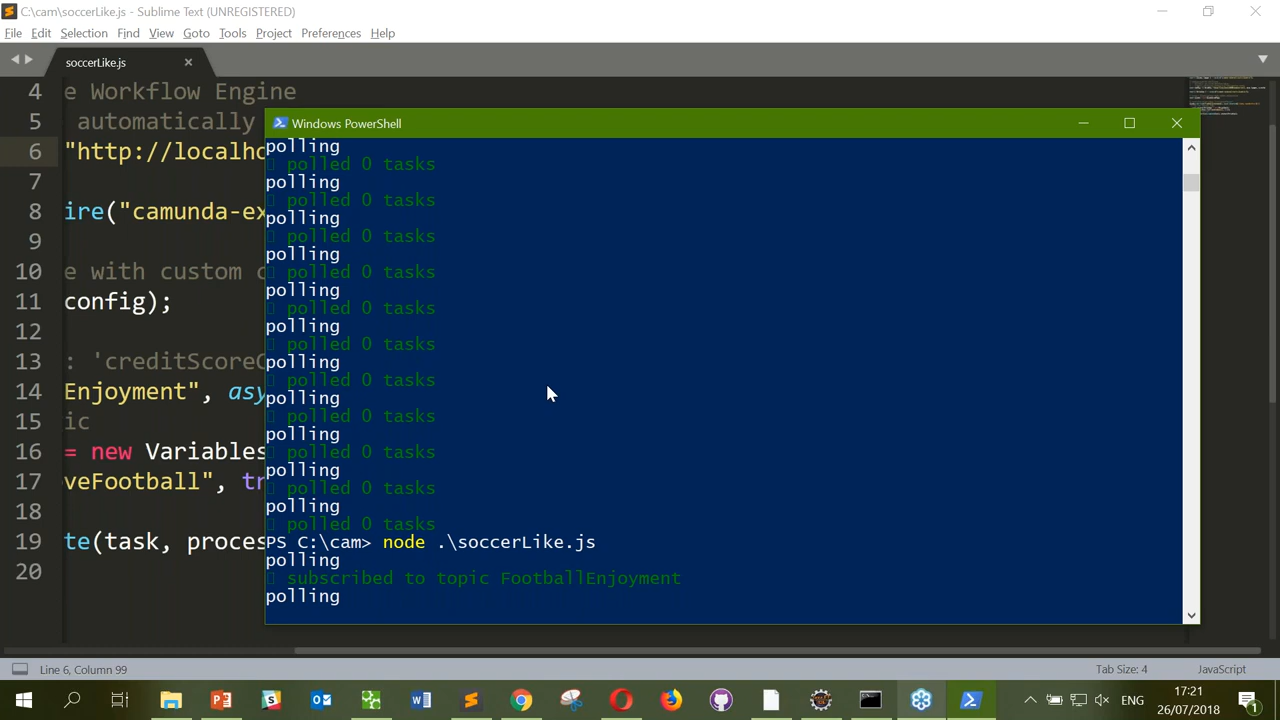 C:\cam\soccerLike.js - Sublime Text (UNREGISTERED)
File Edit Selection Find View Goto Tools Project Preferences Help
soccerLike.js
4 e Workflow Engine
5 automatically
6 "http://localho
7
8 ire("camunda-ex
9
10 e with custom c
11 config);
12
13 : 'creditScoreC
14 Enjoyment", asy
15 ic
16 = new Variables
17 veFootball", tr
18
19 te(task, proces
20
Windows PowerShell
polling
polled 0 tasks
polling
polled 0 tasks
polling
polled 0 tasks
polling
polled 0 tasks
polling
polled 0 tasks
polling
polled 0 tasks
polling
polled 0 tasks
polling
polled 0 tasks
polling
polled 0 tasks
polling
polled 0 tasks
polling
polled 0 tasks
PS C:\cam> node .\soccerLike.js
polling
subscribed to topic FootballEnjoyment
polling
Line 6, Column 99
Tab Size: 4
JavaScript
ENG
17:21
26/07/2018
1